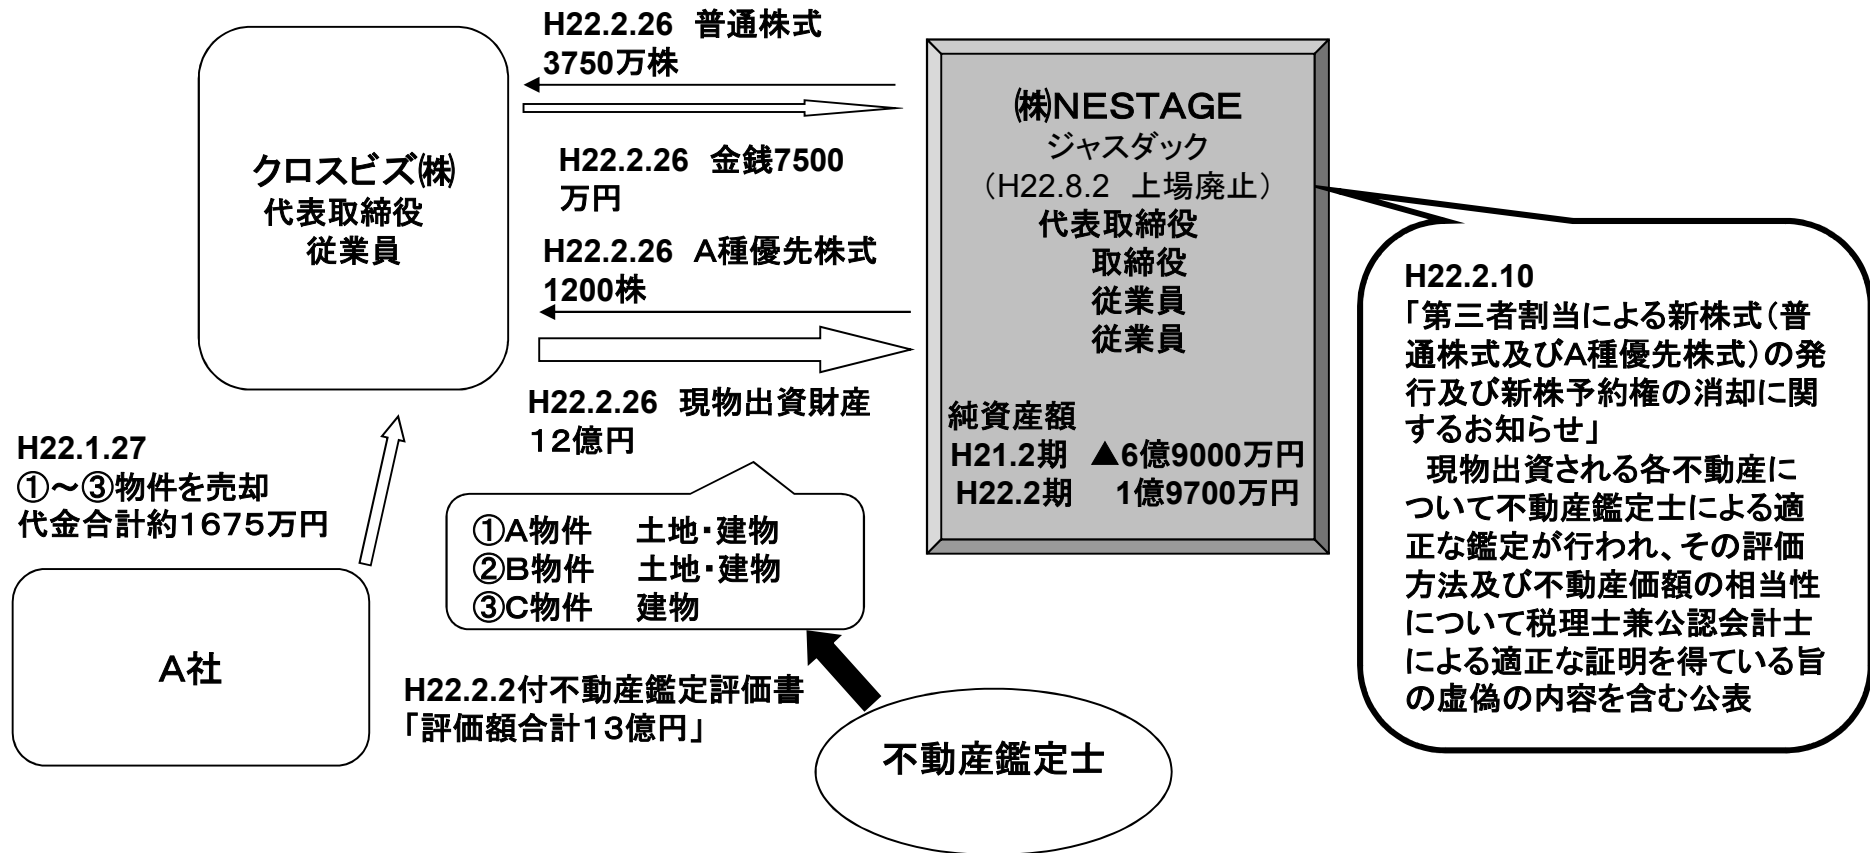 H22.2.26 普通株式
3750万株
H22.2.26 金銭7500
万円
H22.2.26 A種優先株式
1200株
H22.2.26 現物出資財産
12億円
クロスビズ㈱
代表取締役
従業員
㈱NESTAGE
ジャスダック
（H22.8.2 上場廃止）
代表取締役
取締役
従業員
従業員
純資産額
H21.2期 ▲6億9000万円
H22.2期 1億9700万円
H22.2.10
「第三者割当による新株式（普
通株式及びA種優先株式）の発
行及び新株予約権の消却に関
するお知らせ」
現物出資される各不動産に
ついて不動産鑑定士による適
正な鑑定が行われ、その評価
方法及び不動産価額の相当性
について税理士兼公認会計士
による適正な証明を得ている旨
の虚偽の内容を含む公表
H22.1.27
①～③物件を売却
代金合計約1675万円
A社
①A物件 土地・建物
②B物件 土地・建物
③C物件 建物
H22.2.2付不動産鑑定評価書
「評価額合計13億円」
不動産鑑定士